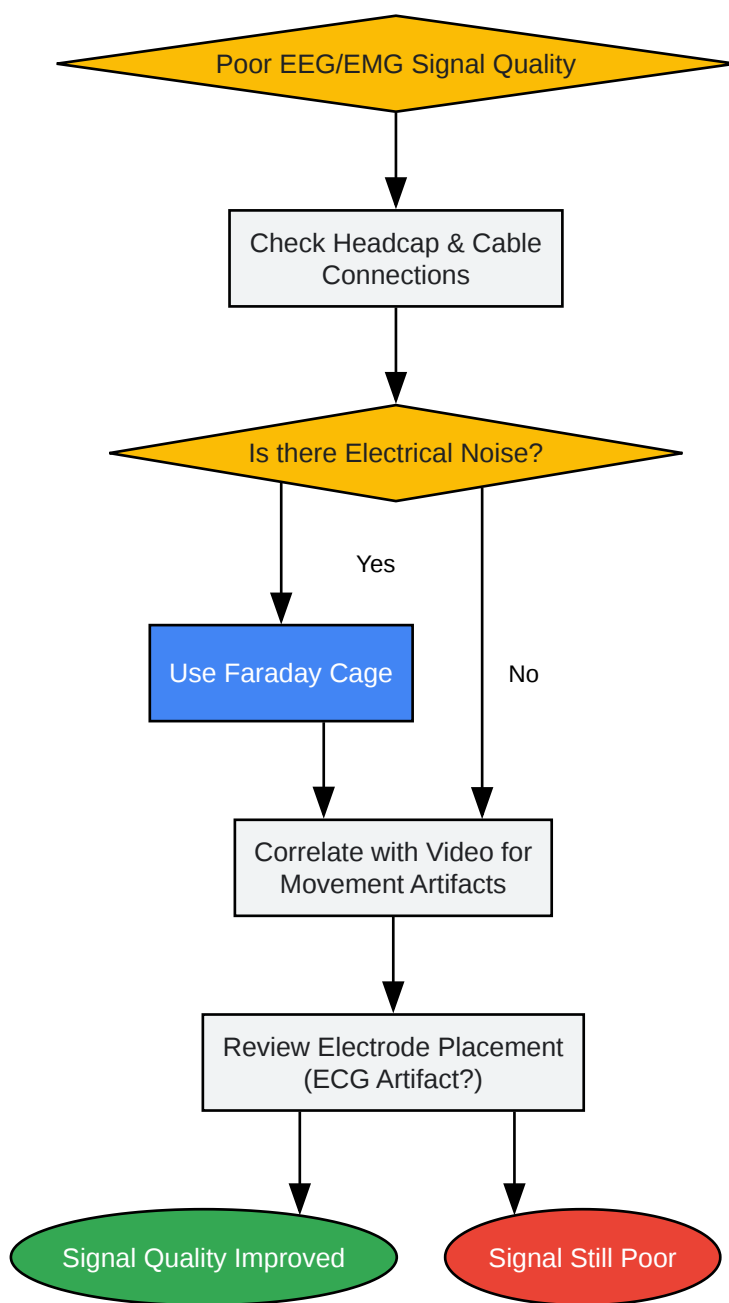 Poor EEG/EMG Signal Quality
Check Headcap & Cable
Connections
Is there Electrical Noise?
Yes
Use Faraday Cage
No
Correlate with Video for
Movement Artifacts
Review Electrode Placement
(ECG Artifact?)
Signal Quality Improved
Signal Still Poor